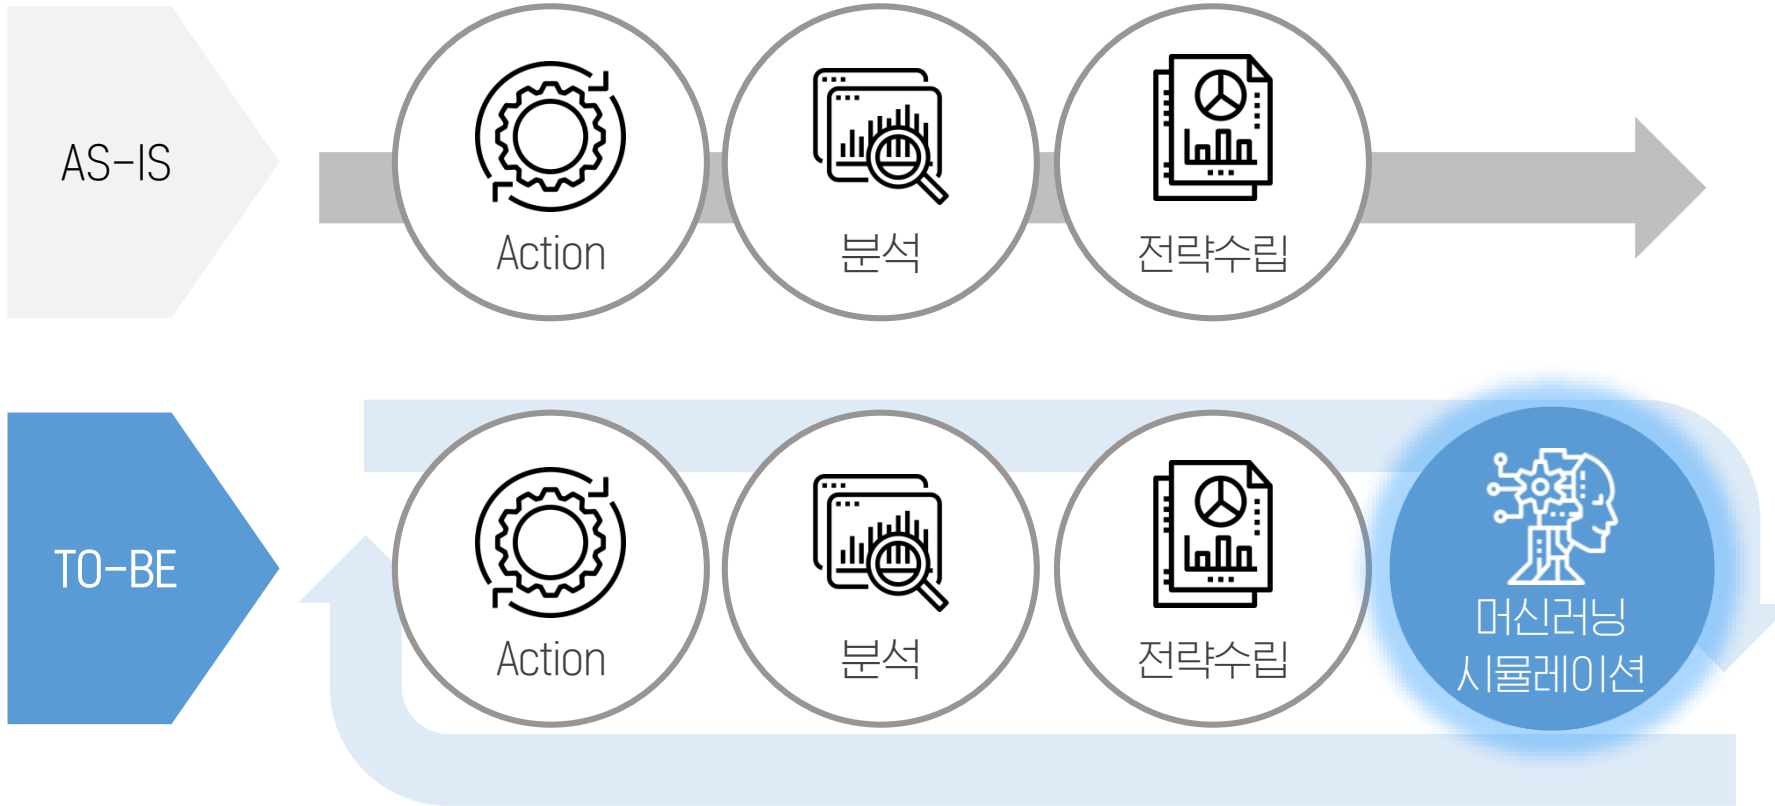 AS-IS
Action
분석
전략수립
TO-BE
Action
분석
전략수립
머신러닝
시뮬레이션